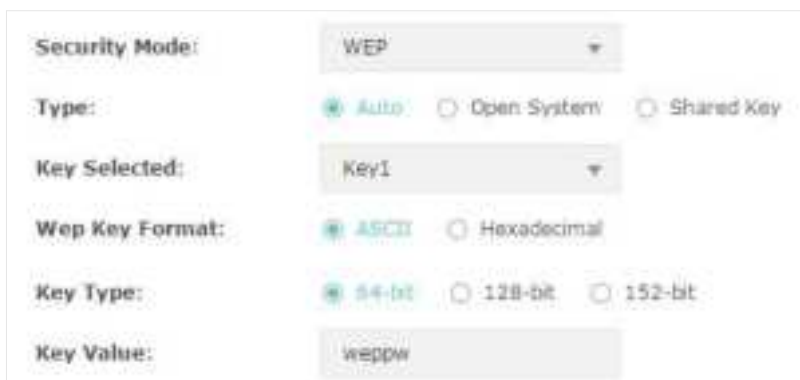 Security Mode: WEP
Type: Auto Open System Shared Key
Key Selected: Key1
Wep Key Format: ASCII Hexadecimal
Key Type: 64-bit 128-bit 152-bit
Key Value: weppw